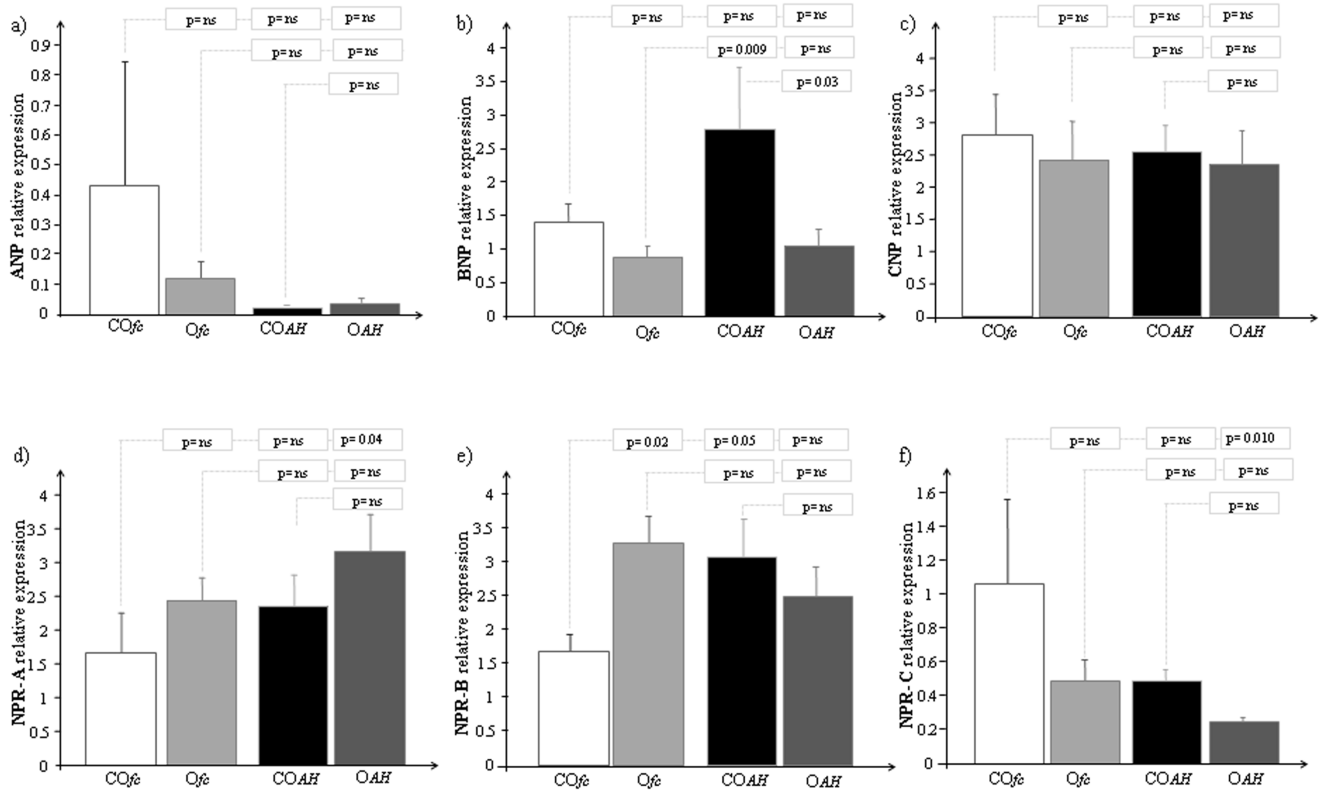 a)
p= ns
p= ns
p= ns
p= ns
p= ns
p= ns
0.9
0.8
0.7
0.6
0.5
0.4
0.3
0.2
0.1
0
ANP relative expression
COfc
Ofc
COAH
OAH
b)
p= ns
p= ns
p= ns
p= 0.009
p= ns
p= 0.03
4
3.5
3
2.5
2
1.5
1
0.5
0
BNP relative expression
COfc
Ofc
COAH
OAH
c)
p= ns
p= ns
p= ns
p= ns
p= ns
p= ns
4
3.5
3
2.5
2
1.5
1
0.5
0
CNP relative expression
COfc
Ofc
COAH
OAH
d)
p= ns
p= ns
p= 0.04
p= ns
p= ns
p= ns
4
3.5
3
2.5
2
1.5
1
0.5
0
NPR-A relative expression
COfc
Ofc
COAH
OAH
e)
p= 0.02
p= 0.05
p= ns
p= ns
p= ns
p= ns
4
3.5
3
2.5
2
1.5
1
0.5
0
NPR-B relative expression
COfc
Ofc
COAH
OAH
f)
p= ns
p= ns
p= 0.010
p= ns
p= ns
p= ns
1.6
1.4
1.2
1
0.8
0.6
0.4
0.2
0
NPR-C relative expression
COfc
Ofc
COAH
OAH